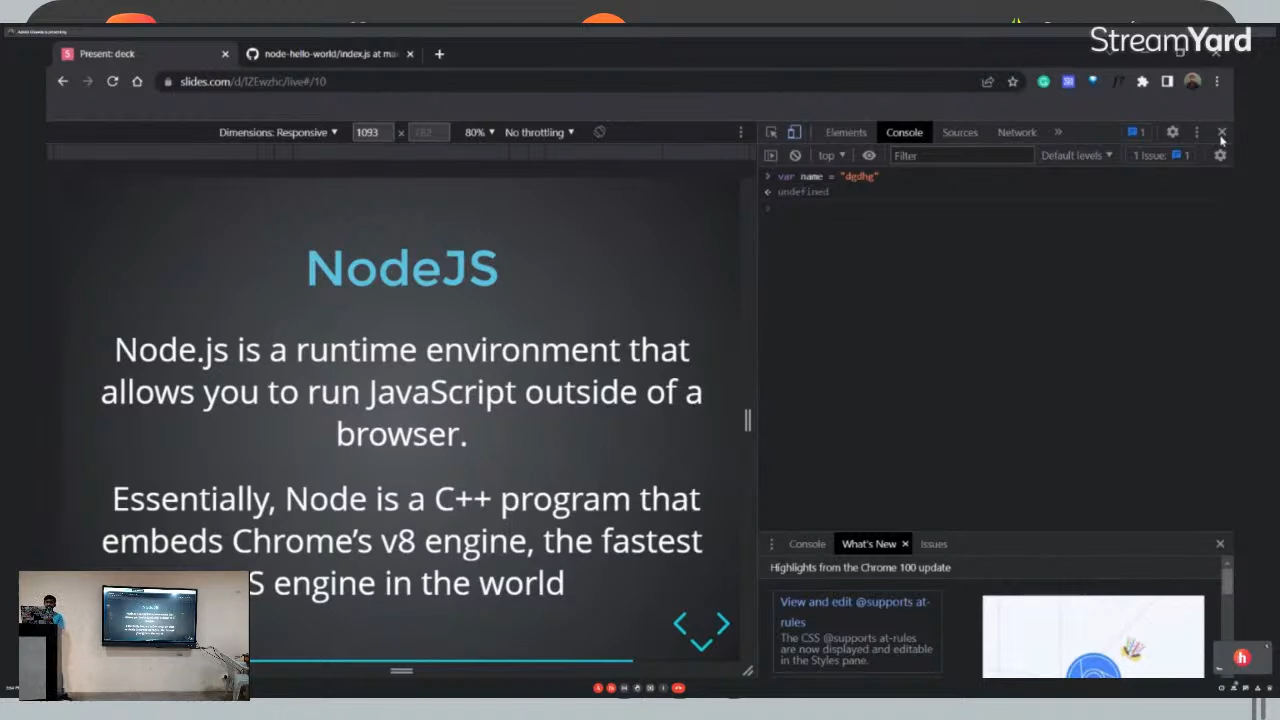 StreamYard
Present: deck
node-hello-world/index.js at ma
slides.com/d/IZEwzhc/live#/10
Dimensions: Responsive
1093
80%
No throttling
Elements
Console
Sources
Network
1
top
Filter
Default levels
1 Issue:
1
var name = "dgdhg"
undefined
NodeJS
Node.js is a runtime environment that
allows you to run JavaScript outside of a
browser.
Essentially, Node is a C++ program that
embeds Chrome's v8 engine, the fastest
S engine in the world
Console
What's New
Issues
Highlights from the Chrome 100 update
View and edit @supports at-
rules
The CSS @supports at-rules
are now displayed and editable
in the Styles pane.